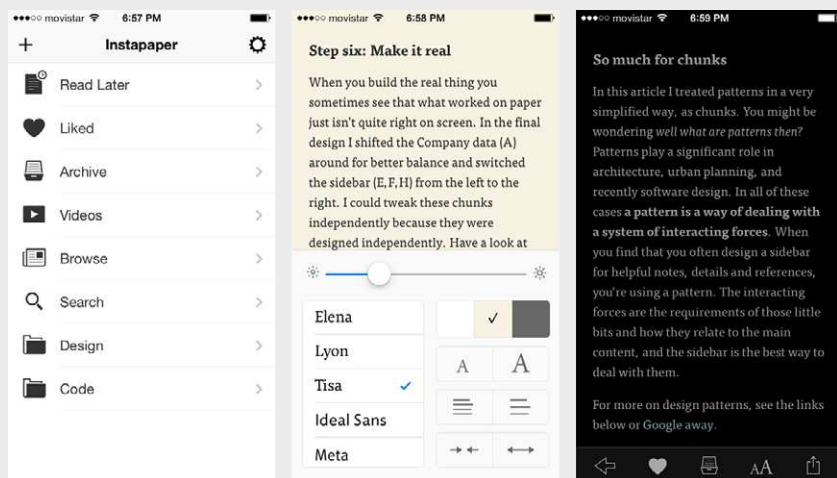 movistar 6:57 PM
Instapaper
Read Later
Liked
Archive
Videos
Browse
Search
Design
Code
movistar 6:58 PM
Step six: Make it real
When you build the real thing you
sometimes see that what worked on paper
just isn't quite right on screen. In the final
design I shifted the Company data (A)
around for better balance and switched
the sidebar (E,F,H) from the left to the
right. I could tweak these chunks
independently because they were
designed independently. Have a look at
Elena
Lyon
Tisa
Ideal Sans
Meta
A A
movistar 6:59 PM
So much for chunks
In this article I treated patterns in a very
simplified way, as chunks. You might be
wondering well what are patterns then?
Patterns play a significant role in
architecture, urban planning, and
recently software design. In all of these
cases a pattern is a way of dealing with
a system of interacting forces. When
you find that you often design a sidebar
for helpful notes, details and references,
you're using a pattern. The interacting
forces are the requirements of those little
bits and how they relate to the main
content, and the sidebar is the best way to
deal with them.
For more on design patterns, see the links
below or Google away.
AA